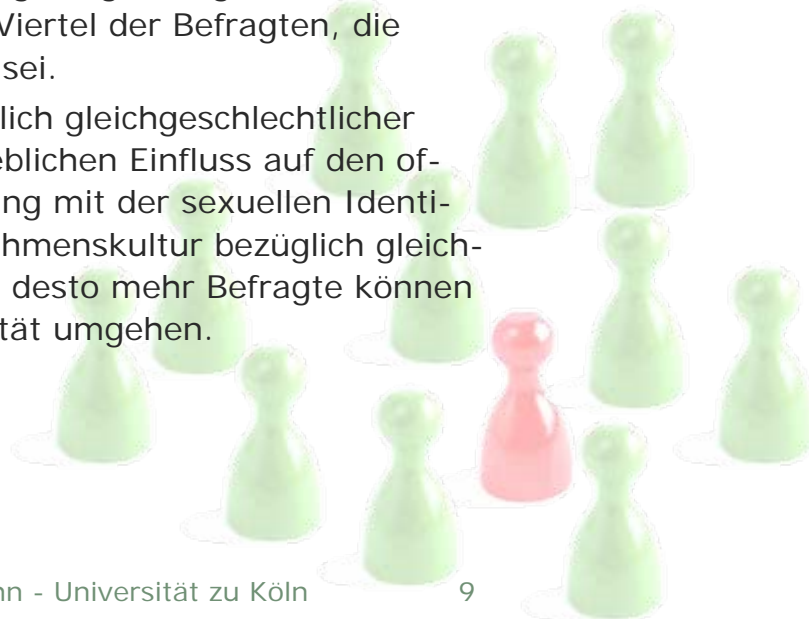 Viertel der Befragten, die
sei.
lich gleichgeschlechtlicher
eblichen Einfluss auf den of-
ng mit der sexuellen Identi-
hmenskultur bezüglich gleich-
desto mehr Befragte können
tät umgehen.
nn - Universität zu Köln 9